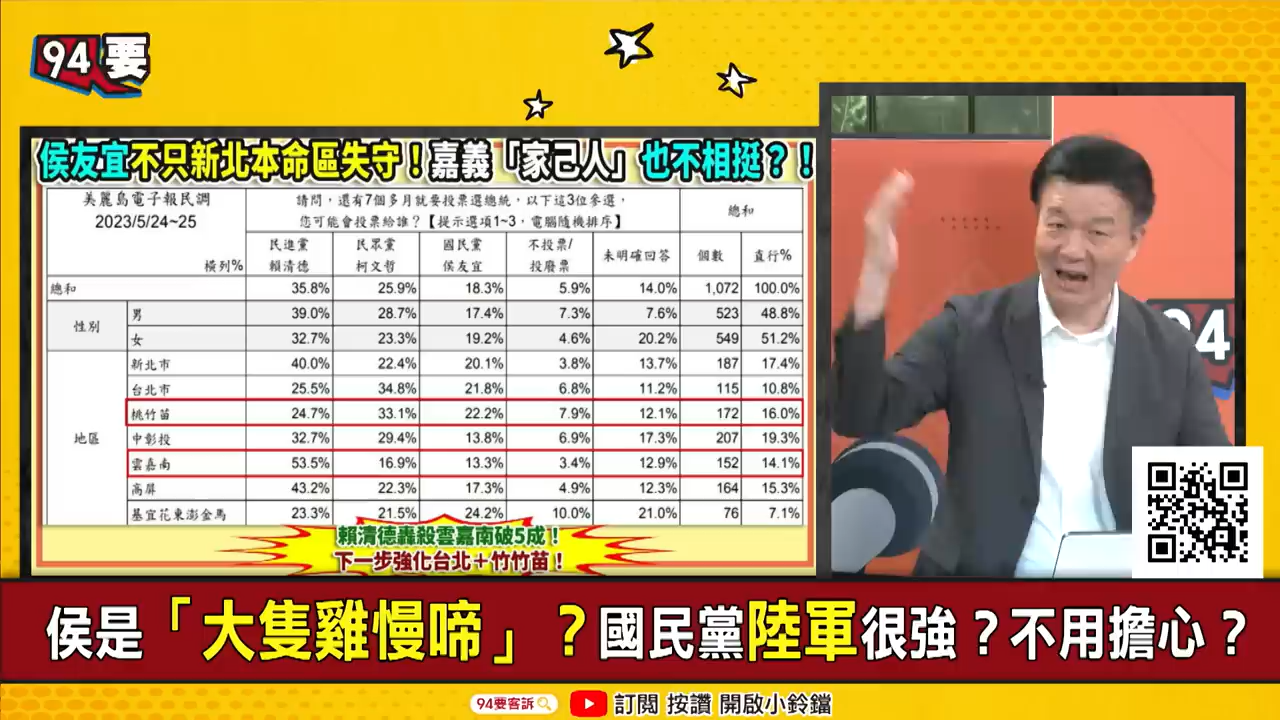 94要
侯友宜不只新北本命區失守！嘉義「家己人」也不相挺？！
美麗島電子報民調
2023/5/24~25
橫列%
請問，還有7個多月就要投票選總統，以下這3位參選，
您可能會投票給誰？【提示選項1~3，電腦隨機排序】
總和
民進黨 賴清德
民眾黨 柯文哲
國民黨 侯友宜
不投票/ 投廢票
未明確回答
個數
直行%
總和 35.8% 25.9% 18.3% 5.9% 14.0% 1,072 100.0%
性別
男 39.0% 28.7% 17.4% 7.3% 7.6% 523 48.8%
女 32.7% 23.3% 19.2% 4.6% 20.2% 549 51.2%
地區
新北市 40.0% 22.4% 20.1% 3.8% 13.7% 187 17.4%
台北市 25.5% 34.8% 21.8% 6.8% 11.2% 115 10.8%
桃竹苗 24.7% 33.1% 22.2% 7.9% 12.1% 172 16.0%
中彰投 32.7% 29.4% 13.8% 6.9% 17.3% 207 19.3%
雲嘉南 53.5% 16.9% 13.3% 3.4% 12.9% 152 14.1%
高屏 43.2% 22.3% 17.3% 4.9% 12.3% 164 15.3%
基宜花東澎金馬 23.3% 21.5% 24.2% 10.0% 21.0% 76 7.1%
賴清德轟殺雲嘉南破5成！
下一步強化台北＋竹竹苗！
94
侯是「大隻雞慢啼」？國民黨陸軍很強？不用擔心？
94要客訴
訂閱 按讚 開啟小鈴鐺